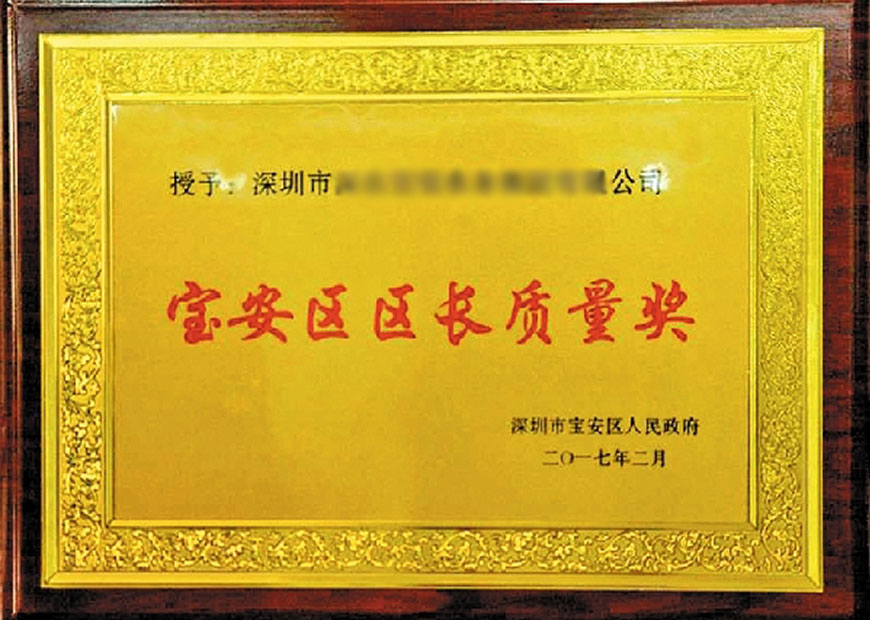 授予：深圳市公司
宝安区区长质量奖
深圳市宝安区人民政府
二〇一七年二月